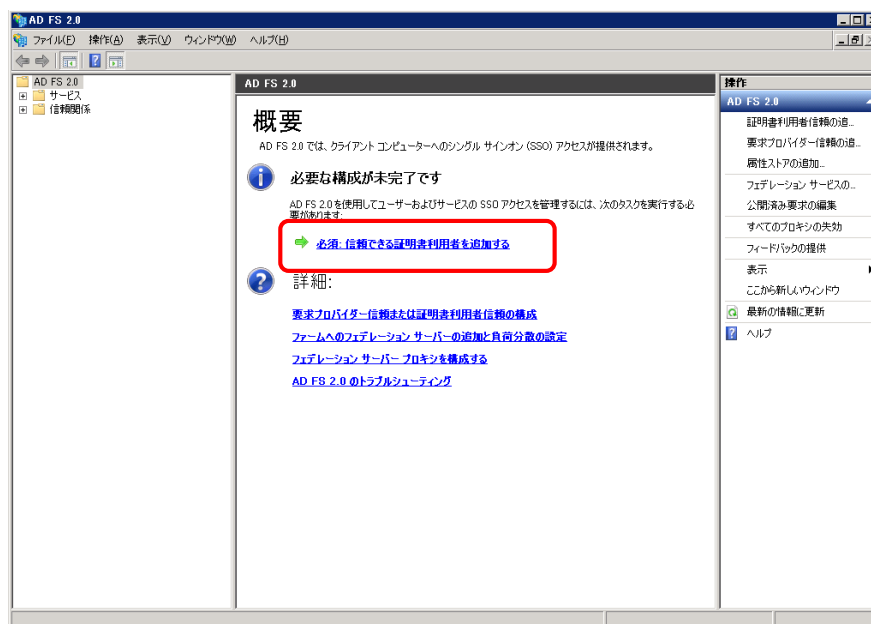 AD FS 2.0
ファイル(F) 操作(A) 表示(V) ウィンドウ(W) ヘルプ(H)
AD FS 2.0
サービス
信頼関係
AD FS 2.0
概要
AD FS 2.0 では、クライアント コンピューターへのシングル サインオン (SSO) アクセスが提供されます。
必要な構成が未完了です
AD FS 2.0 を使用してユーザーおよびサービスの SSO アクセスを管理するには、次のタスクを実行する必
要があります:
必須: 信頼できる証明書利用者を追加する
詳細:
要求プロバイダー信頼または証明書利用者信頼の構成
ファームへのフェデレーション サーバーの追加と負荷分散の設定
フェデレーション サーバー プロキシを構成する
AD FS 2.0 のトラブルシューティング
操作
AD FS 2.0
証明書利用者信頼の追...
要求プロバイダー信頼の追...
属性ストアの追加...
フェデレーション サービスの...
公開済み要求の編集
すべてのプロキシの失効
フィードバックの提供
表示
ここから新しいウィンドウ
最新の情報に更新
ヘルプ